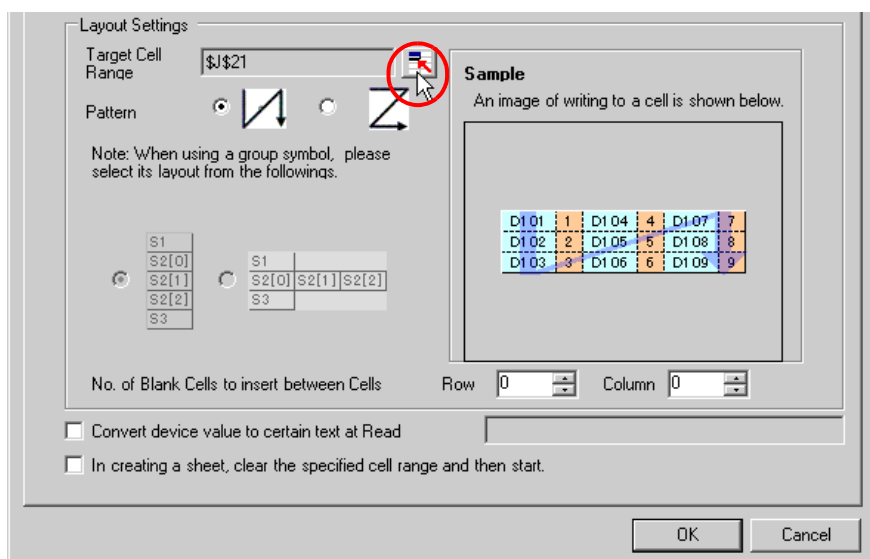 Layout Settings
Target Cell
Range
$J$21
Pattern
Note: When using a group symbol, please
select its layout from the followings.
S1
S2[0]
S2[1]
S2[2]
S3
S1
S2[0] S2[1] S2[2]
S3
Sample
An image of writing to a cell is shown below.
D101 1 D104 4 D107 7
D102 2 D105 5 D108 8
D103 3 D106 6 D109 9
No. of Blank Cells to insert between Cells Row 0 Column 0
Convert device value to certain text at Read
In creating a sheet, clear the specified cell range and then start.
OK Cancel